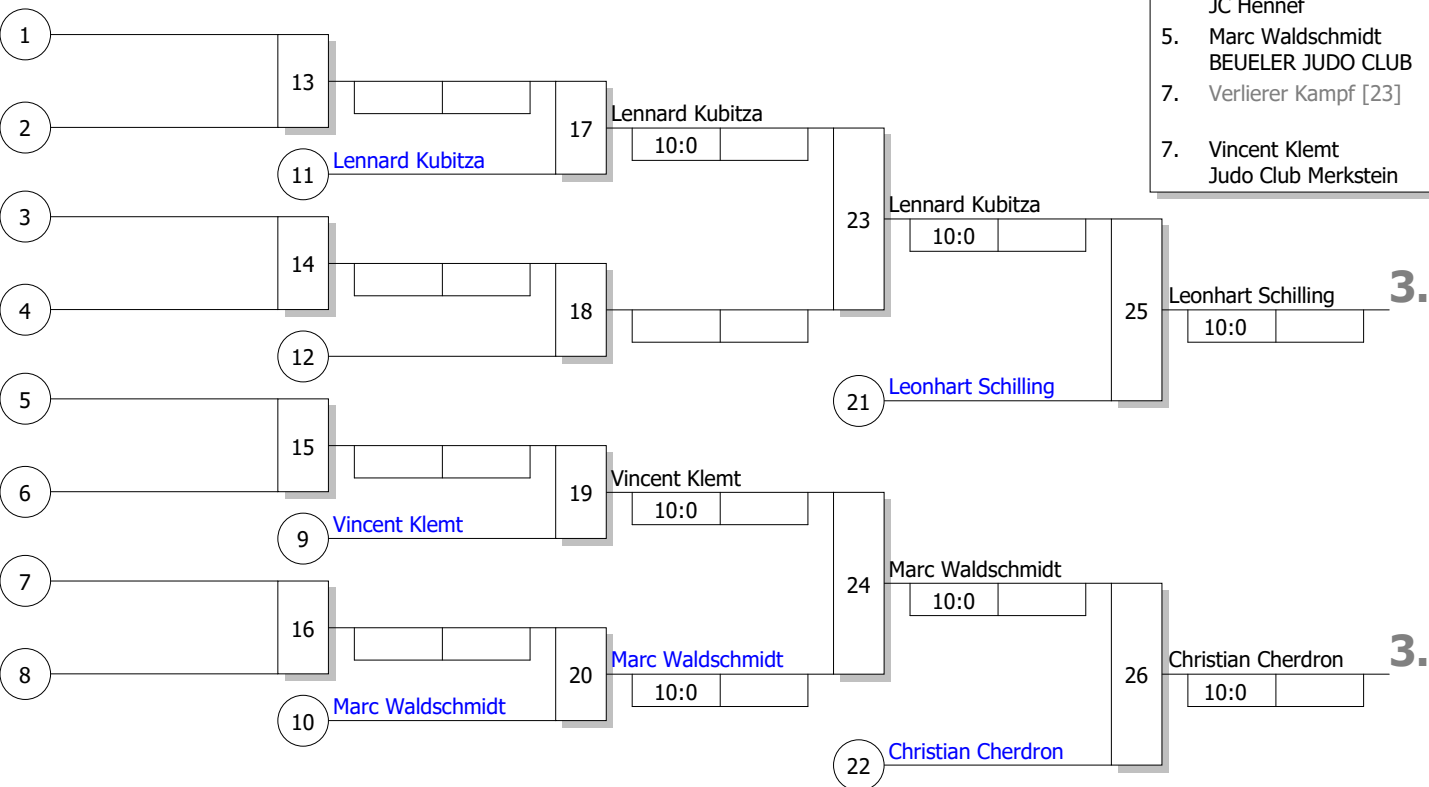 JC Hennef
5. Marc Waldschmidt
BEUELER JUDO CLUB
7. Verlierer Kampf [23]
7. Vincent Klemt
Judo Club Merkstein
1
13
2
17
Lennard Kubitza
10:0
11
Lennard Kubitza
3
14
4
18
12
23
Lennard Kubitza
10:0
25
Leonhart Schilling
10:0
3.
21
Leonhart Schilling
5
15
6
19
Vincent Klemt
10:0
9
Vincent Klemt
7
16
8
20
Marc Waldschmidt
10:0
10
Marc Waldschmidt
24
Marc Waldschmidt
10:0
26
Christian Cherdron
10:0
3.
22
Christian Cherdron